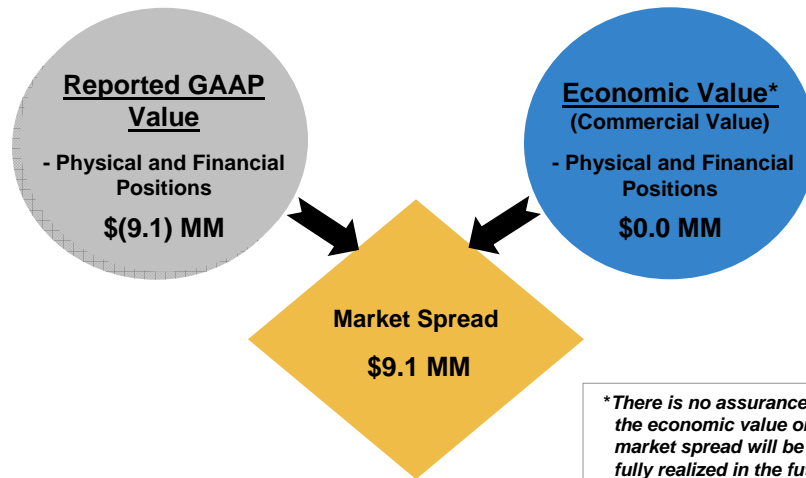 Reported GAAP
Value
- Physical and Financial
Positions
$(9.1) MM
Economic Value*
(Commercial Value)
- Physical and Financial
Positions
$0.0 MM
Market Spread
$9.1 MM
*There is no assurance
the economic value or
market spread will be
fully realized in the